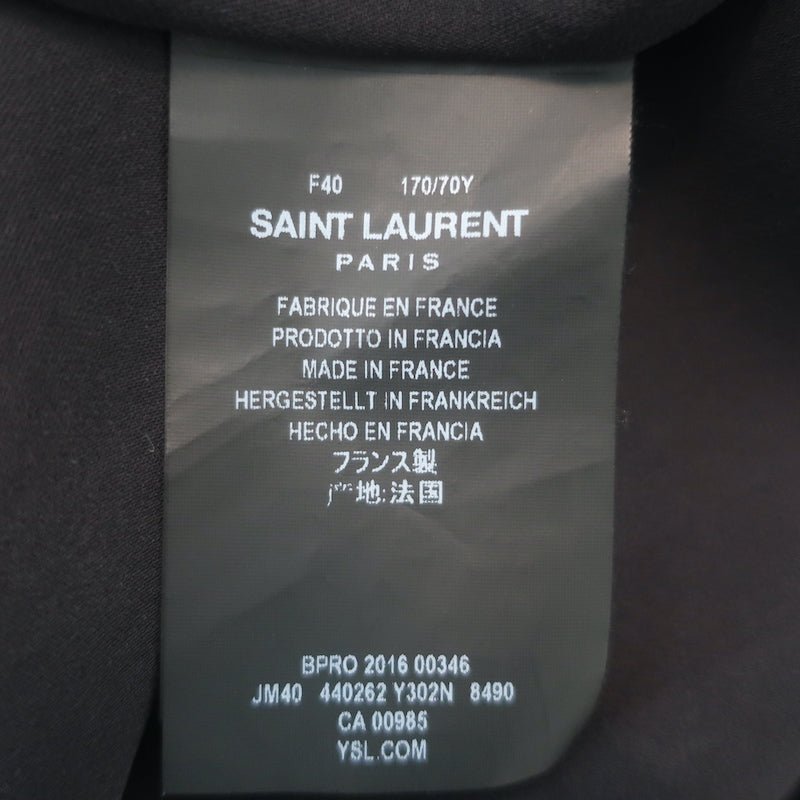 F40 170/70Y
SAINT LAURENT
PARIS
FABRIQUE EN FRANCE
PRODOTTO IN FRANCIA
MADE IN FRANCE
HERGESTELLT IN FRANKREICH
HECHO EN FRANCIA
フランス製
地:法国
BPRO 2016 00346
JM40 440262 Y302N 8490
CA 00985
YSL.COM